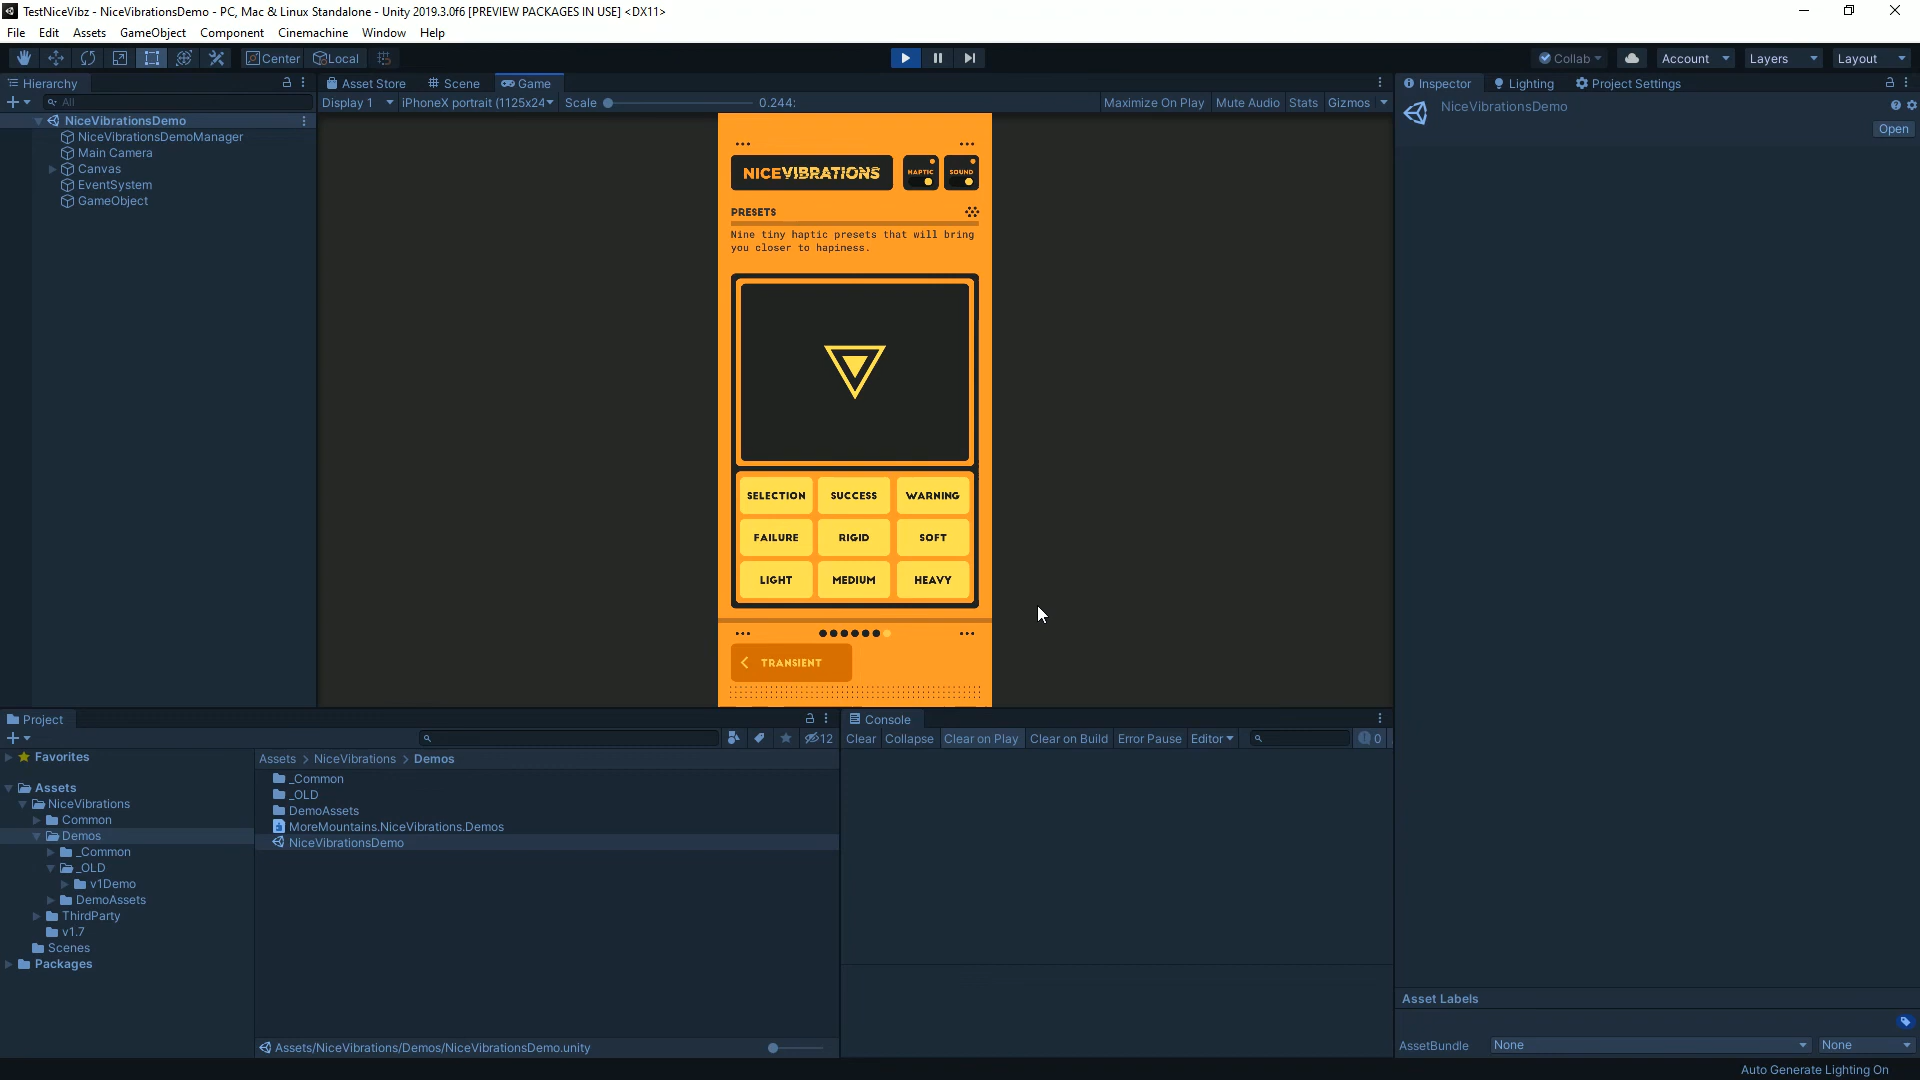 TestNiceVibz - NiceVibrationsDemo - PC, Mac & Linux Standalone - Unity 2019.3.0f6 [PREVIEW PACKAGES IN USE] <DX11>
File Edit Assets GameObject Component Cinemachine Window Help
Center Local Collab Account Layers Layout
Hierarchy
All
NiceVibrationsDemo
NiceVibrationsDemoManager
Main Camera
Canvas
EventSystem
GameObject
Asset Store Scene Game
Display 1 iPhoneX portrait (1125x24 Scale 0.244: Maximize On Play Mute Audio Stats Gizmos
NICEVIBRATIONS HAPTIC SOUND
PRESETS
Nine tiny haptic presets that will bring
you closer to hapiness.
SELECTION SUCCESS WARNING
FAILURE RIGID SOFT
LIGHT MEDIUM HEAVY
TRANSIENT
Inspector Lighting Project Settings
NiceVibrationsDemo
Open
Project
12
Favorites
Assets
NiceVibrations
Common
Demos
_Common
_OLD
v1Demo
DemoAssets
ThirdParty
v1.7
Scenes
Packages
Assets > NiceVibrations > Demos
_Common
_OLD
DemoAssets
MoreMountains.NiceVibrations.Demos
NiceVibrationsDemo
Assets/NiceVibrations/Demos/NiceVibrationsDemo.unity
Console
Clear Collapse Clear on Play Clear on Build Error Pause Editor 0
Asset Labels
AssetBundle None None
Auto Generate Lighting On